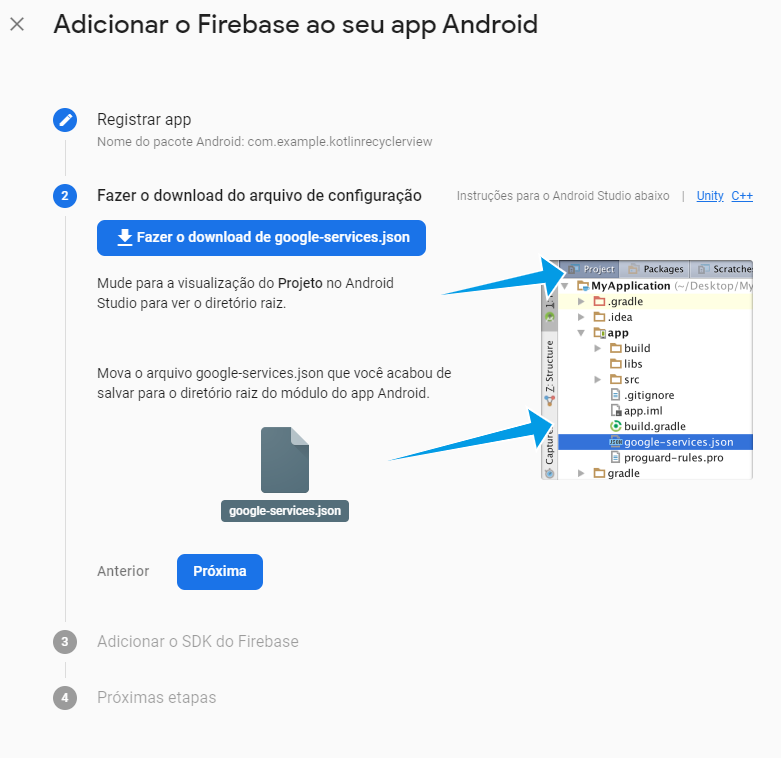 Adicionar o Firebase ao seu app Android
Registrar app
Nome do pacote Android: com.example.kotlinrecyclerview
2 Fazer o download do arquivo de configuração
Instruções para o Android Studio abaixo | Unity C++
Fazer o download de google-services.json
Mude para a visualização do Projeto no Android
Studio para ver o diretório raiz.
Mova o arquivo google-services.json que você acabou de
salvar para o diretório raiz do módulo do app Android.
google-services.json
Project Packages Scratches
MyApplication (~/Desktop/My
.gradle
.idea
app
build
libs
src
.gitignore
app.iml
build.gradle
google-services.json
proguard-rules.pro
gradle
Z: Structure
Capture
Anterior Próxima
3 Adicionar o SDK do Firebase
4 Próximas etapas